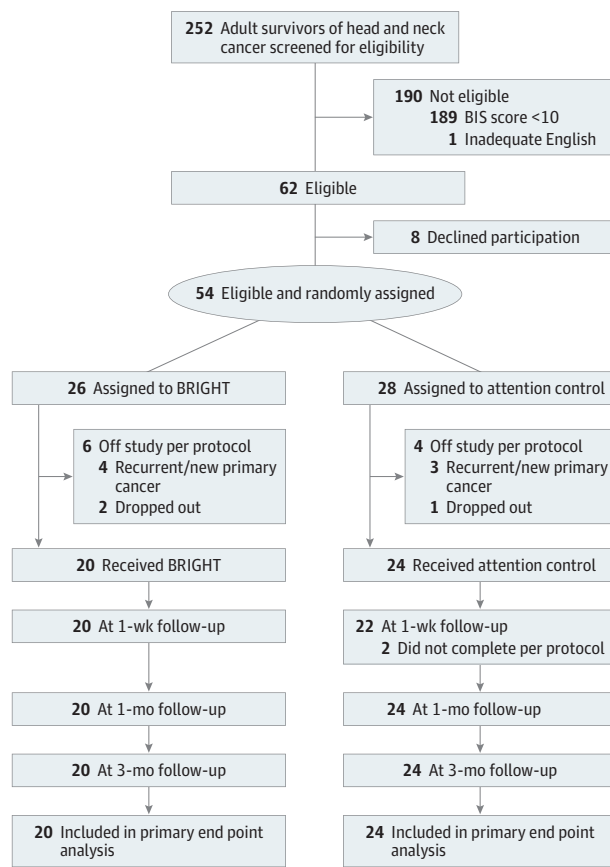 252 Adult survivors of head and neck
cancer screened for eligibility
190 Not eligible
189 BIS score <10
1 Inadequate English
62 Eligible
8 Declined participation
54 Eligible and randomly assigned
26 Assigned to BRIGHT
6 Off study per protocol
4 Recurrent/new primary
cancer
2 Dropped out
20 Received BRIGHT
20 At 1-wk follow-up
20 At 1-mo follow-up
20 At 3-mo follow-up
20 Included in primary end point
analysis
28 Assigned to attention control
4 Off study per protocol
3 Recurrent/new primary
cancer
1 Dropped out
24 Received attention control
22 At 1-wk follow-up
2 Did not complete per protocol
24 At 1-mo follow-up
24 At 3-mo follow-up
24 Included in primary end point
analysis